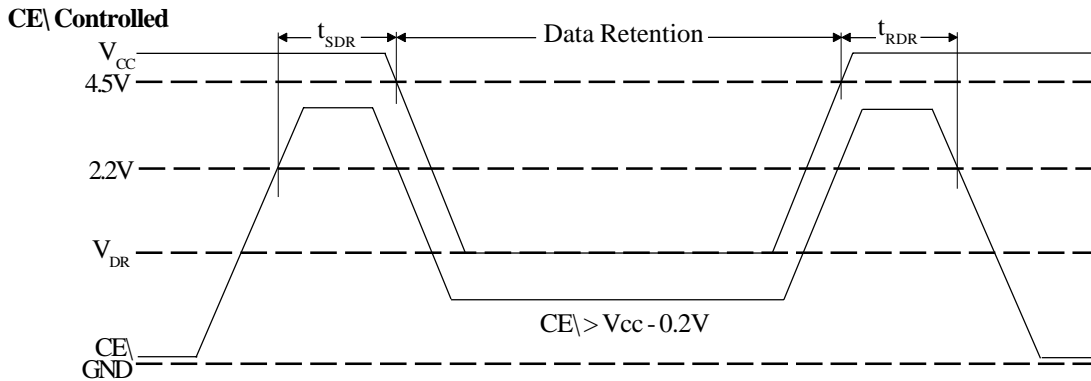 CE\ Controlled
tSDR
Data Retention
tRDR
VCC
4.5V
2.2V
VDR
CE\ > Vcc - 0.2V
CE\
GND